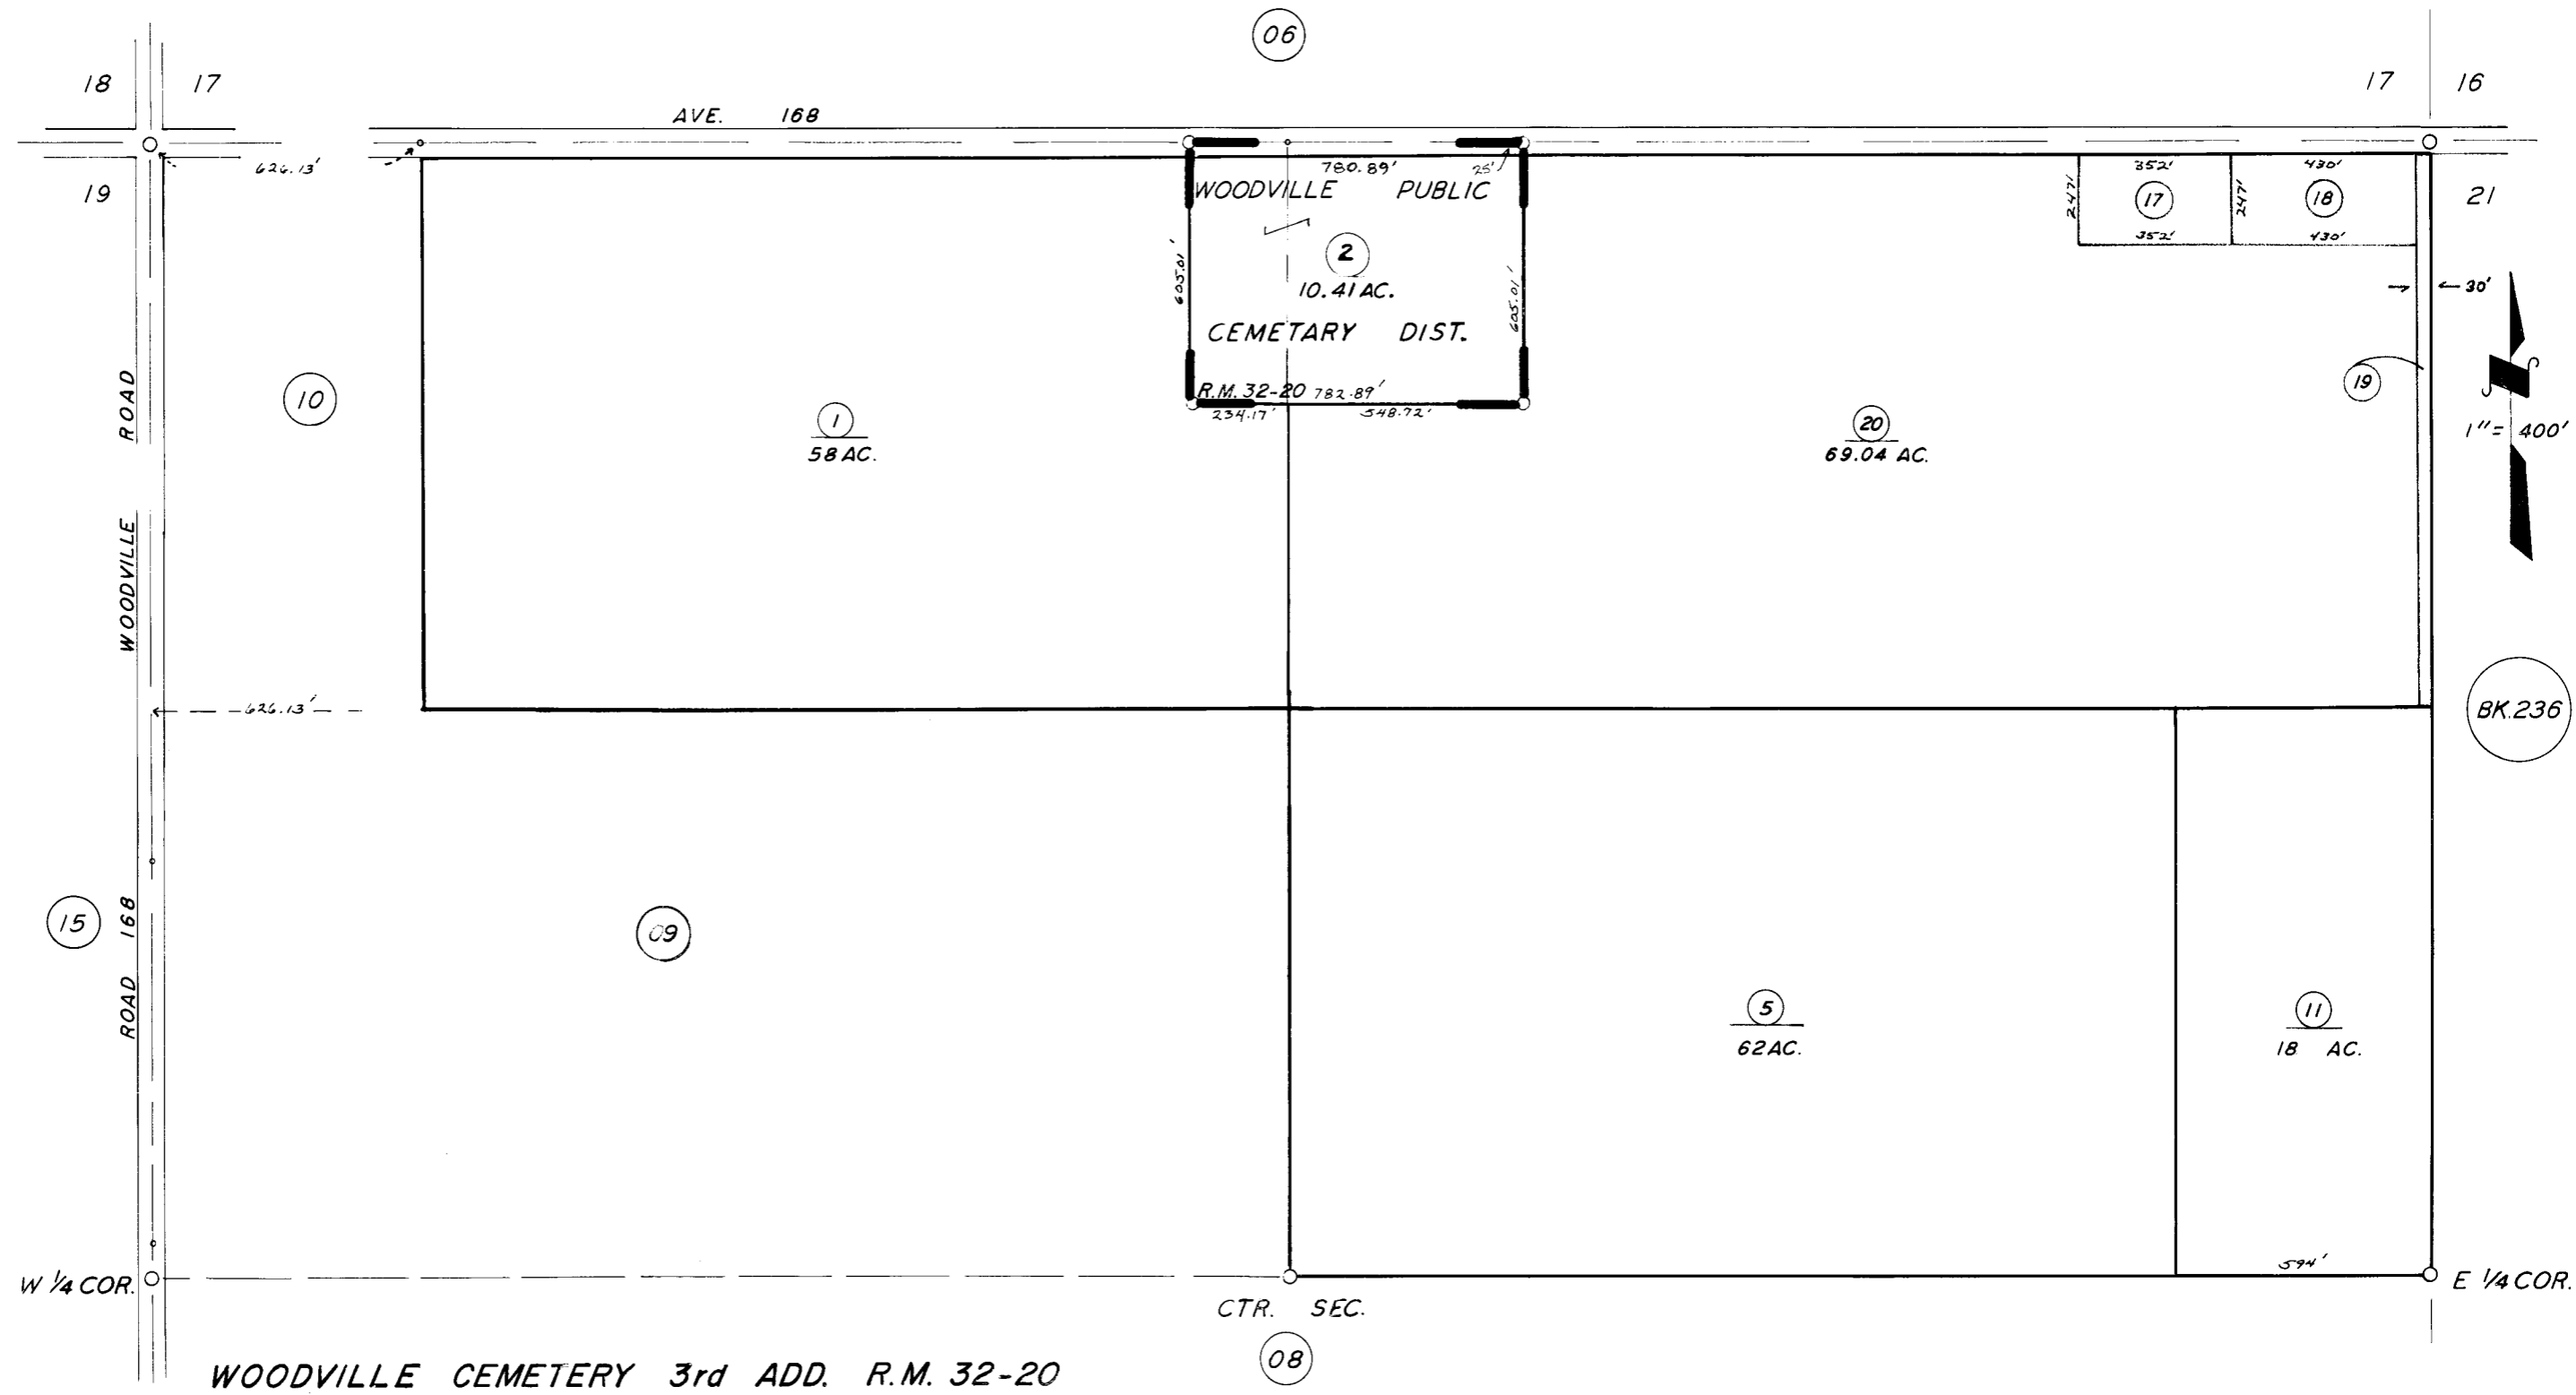 06
18 17
17 16
AVE. 168
626.13'
19
780.89'
25'
352'
430'
WOODVILLE PUBLIC
247'
17
247'
18
21
352'
430'
2
10.41 AC.
605.01'
605.01'
30'
CEMETARY DIST.
19
10
R.M. 32-20 782.89'
234.17'
548.72'
1
58 AC.
20
69.04 AC.
1"= 400'
WOODVILLE ROAD
626.13'
BK.236
15
ROAD 168
09
5
62 AC.
11
18 AC.
594'
W 1/4 COR.
E 1/4 COR.
CTR. SEC.
08
WOODVILLE CEMETERY 3rd ADD. R.M. 32-20